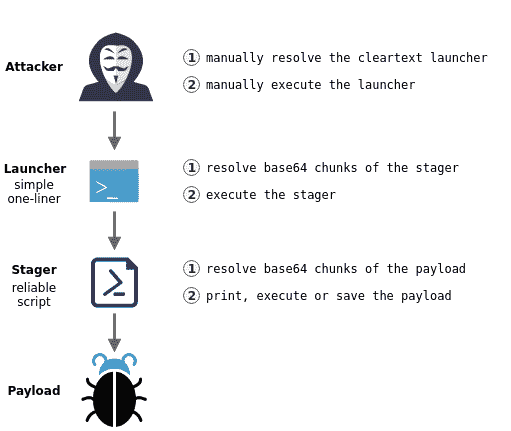 Attacker
1 manually resolve the cleartext launcher
2 manually execute the launcher
Launcher
simple
one-liner
>_
1 resolve base64 chunks of the stager
2 execute the stager
Stager
reliable
script
1 resolve base64 chunks of the payload
2 print, execute or save the payload
Payload